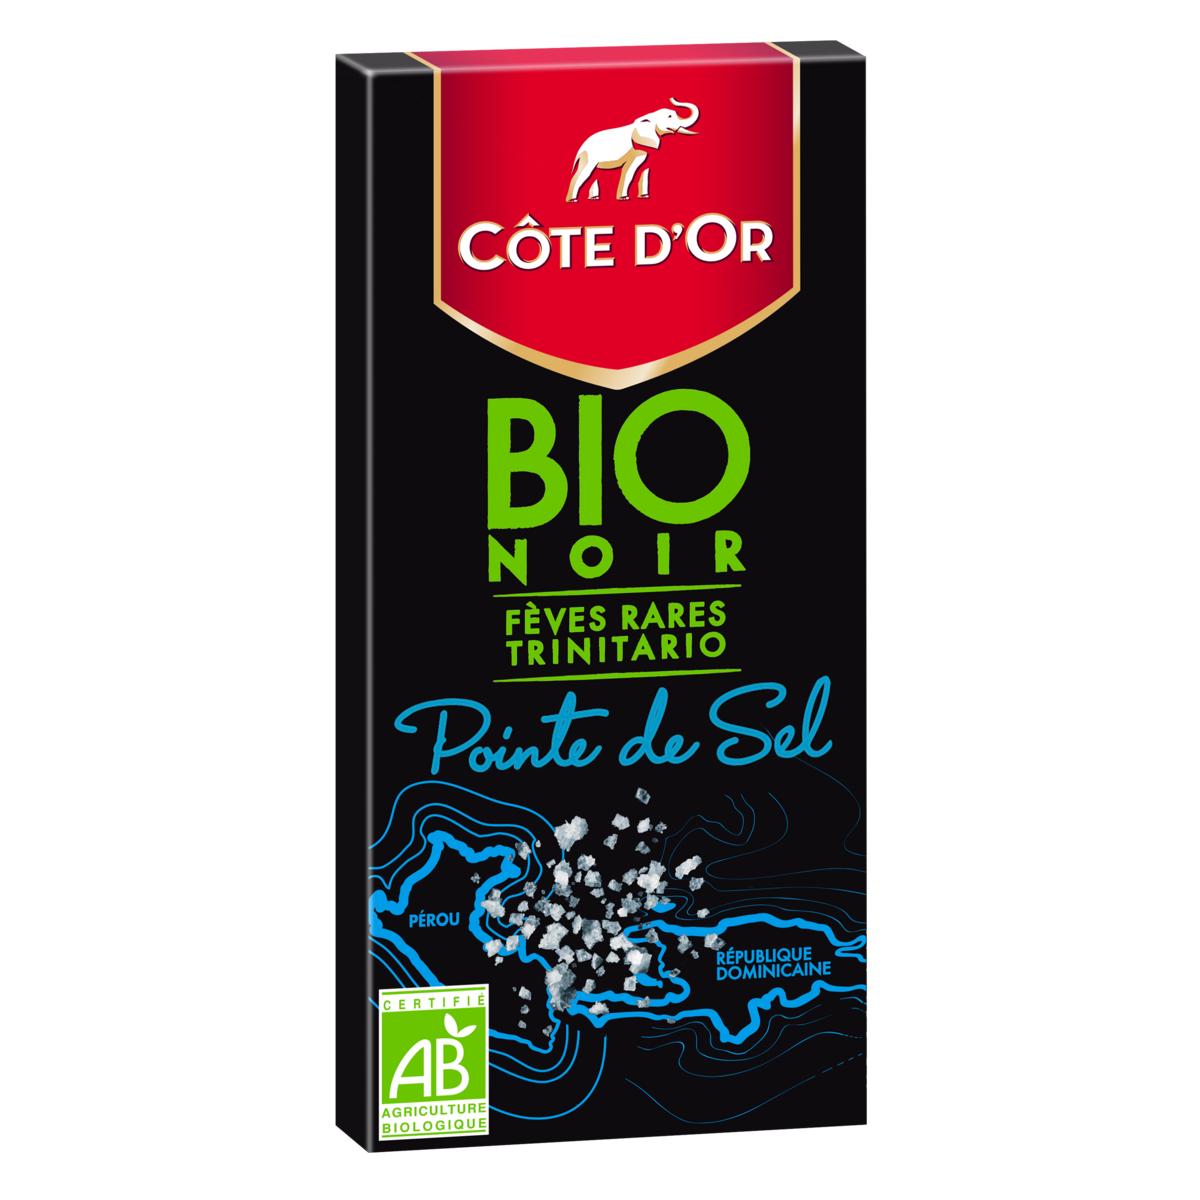 CÔTE D'OR
BIO
NOIR
FÈVES RARES
TRINITARIO
Pointe de Sel
PÉROU
RÉPUBLIQUE
DOMINICAINE
CERTIFIÉ
AB
AGRICULTURE
BIOLOGIQUE